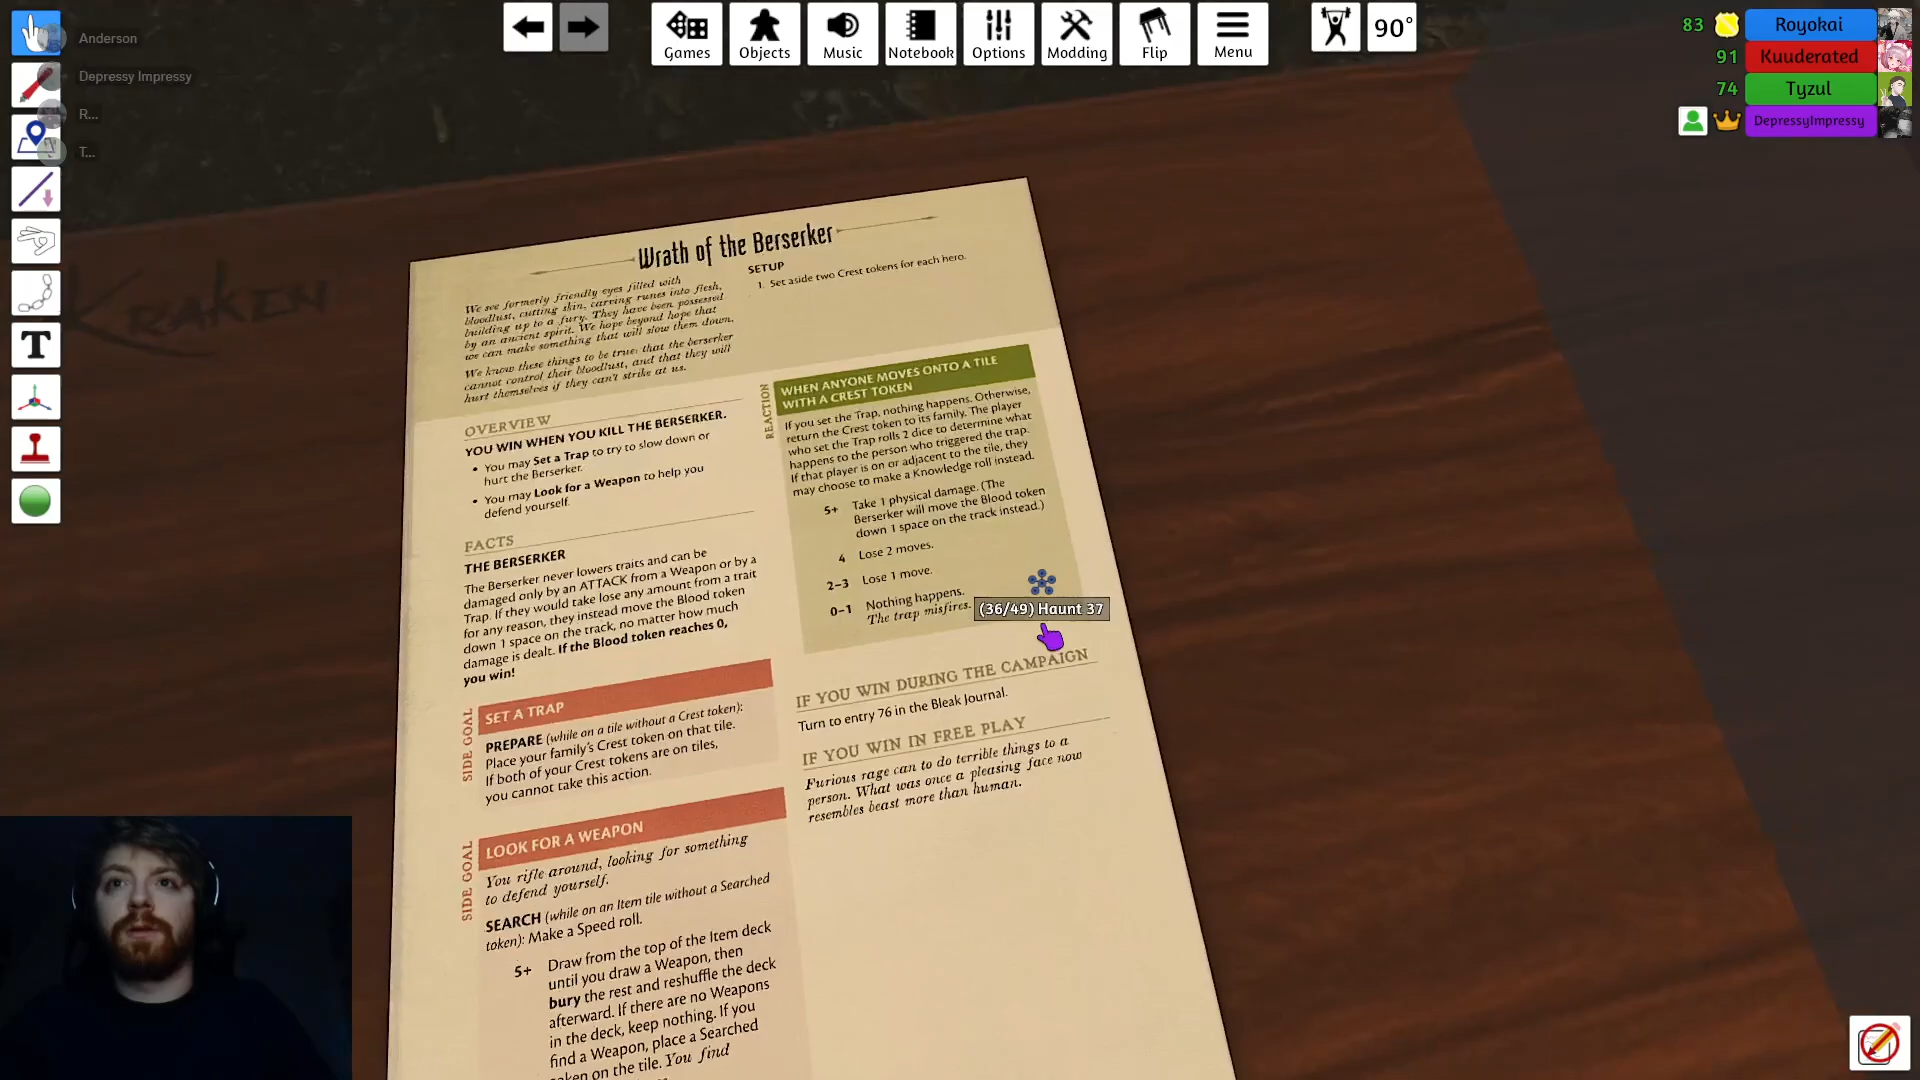 Anderson
Depressy Impressy
R...
T...
Games
Objects
Music
Notebook
Options
Modding
Flip
Menu
90°
83
Royokai
91
Kuuderated
74
Tyzul
DepressyImpressy
KRAKEN
Wrath of the Berserker
We see formerly friendly eyes filled with
bloodlust, cutting skin, carving runes into flesh,
building up to a fury. They have been possessed
by an ancient spirit. We hope beyond hope that
we can make something that will slow them down.
We know these things to be true: that the berserker
cannot control their bloodlust, and that they will
hurt themselves if they can't strike at us.
SETUP
1. Set aside two Crest tokens for each hero.
OVERVIEW
YOU WIN WHEN YOU KILL THE BERSERKER.
• You may Set a Trap to try to slow down or
hurt the Berserker.
• You may Look for a Weapon to help you
defend yourself.
FACTS
THE BERSERKER
The Berserker never lowers traits and can be
damaged only by an ATTACK from a Weapon or by a
Trap. If they would take lose any amount from a trait
for any reason, they instead move the Blood token
down 1 space on the track, no matter how much
damage is dealt. If the Blood token reaches 0,
you win!
SIDE GOAL
SET A TRAP
PREPARE (while on a tile without a Crest token):
Place your family's Crest token on that tile.
If both of your Crest tokens are on tiles,
you cannot take this action.
SIDE GOAL
LOOK FOR A WEAPON
You rifle around, looking for something
to defend yourself.
SEARCH (while on an Item tile without a Searched
token): Make a Speed roll.
5+ Draw from the top of the Item deck
until you draw a Weapon, then
bury the rest and reshuffle the deck
afterward. If there are no Weapons
in the deck, keep nothing. If you
find a Weapon, place a Searched
token on the tile. You find
REACTION
WHEN ANYONE MOVES ONTO A TILE
WITH A CREST TOKEN
If you set the Trap, nothing happens. Otherwise,
return the Crest token to its family. The player
who set the Trap rolls 2 dice to determine what
happens to the person who triggered the trap.
If that player is on or adjacent to the tile, they
may choose to make a Knowledge roll instead.
5+ Take 1 physical damage. (The
Berserker will move the Blood token
down 1 space on the track instead.)
4 Lose 2 moves.
2–3 Lose 1 move.
0–1 Nothing happens.
The trap misfires.
(36/49) Haunt 37
IF YOU WIN DURING THE CAMPAIGN
Turn to entry 76 in the Bleak Journal.
IF YOU WIN IN FREE PLAY
Furious rage can to do terrible things to a
person. What was once a pleasing face now
resembles beast more than human.